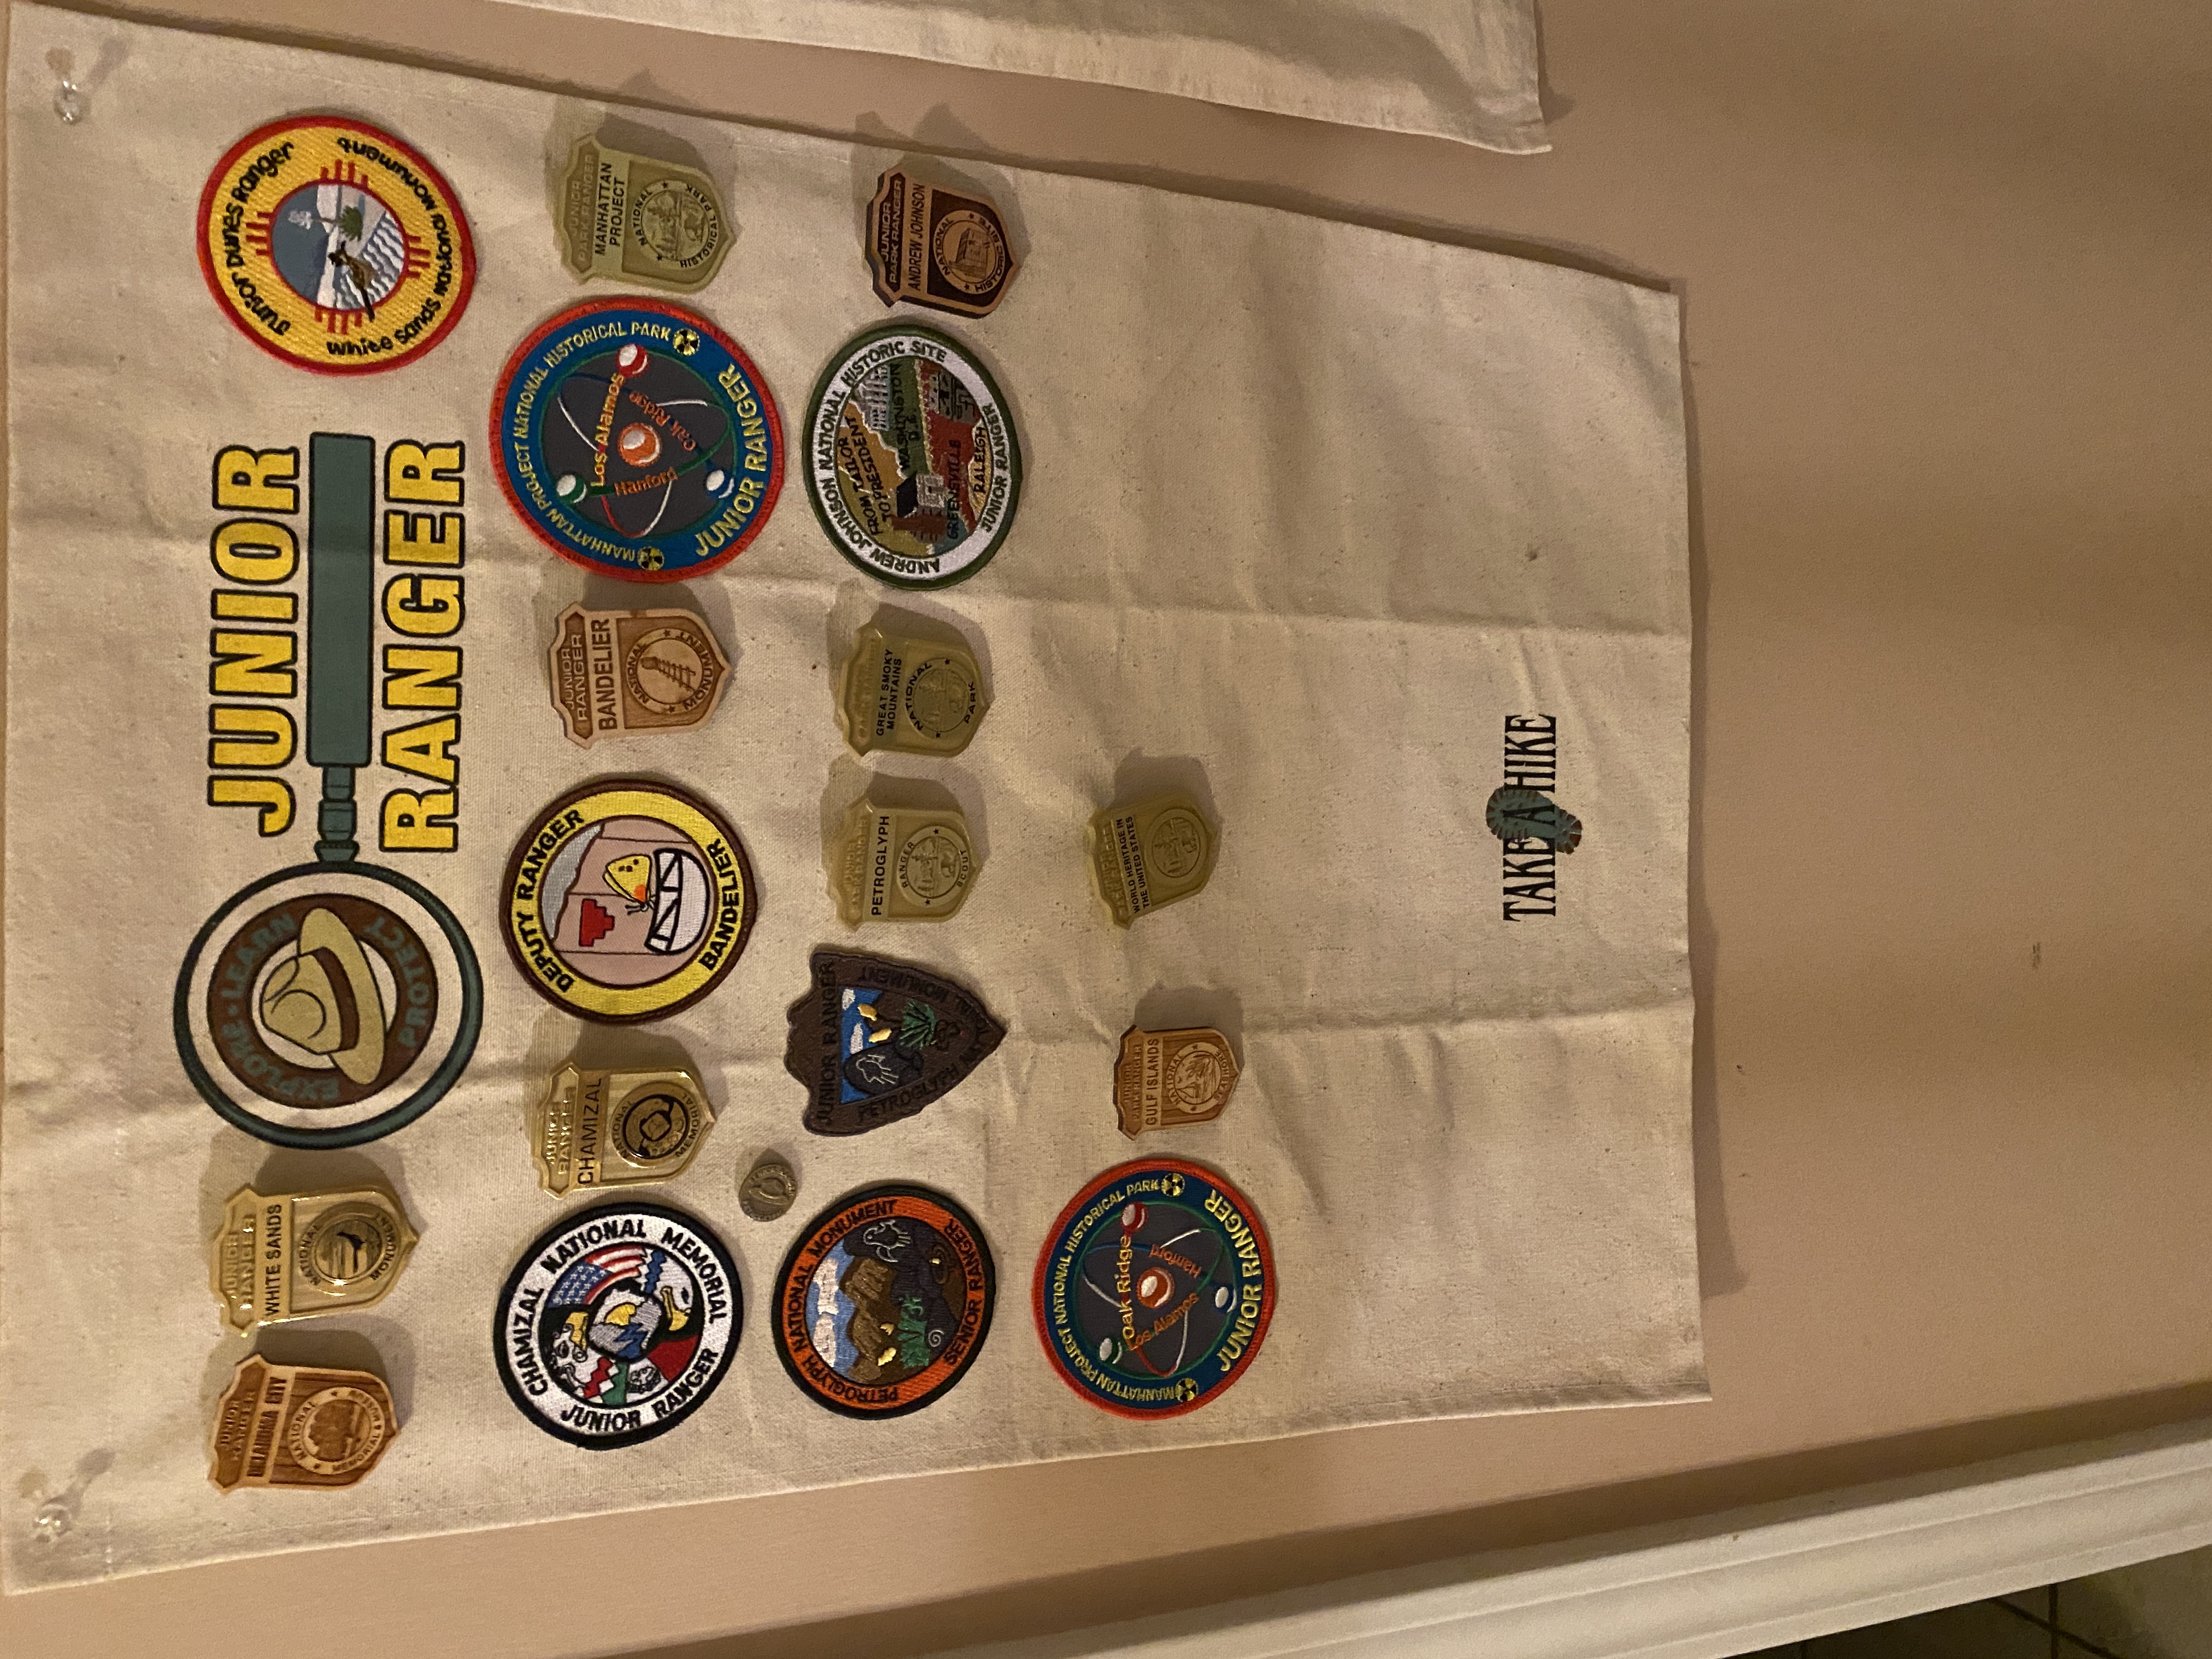 JUNIOR
RANGER
OKLAHOMA CITY
NATIONAL
MEMORIAL & MUSEUM
JUNIOR
RANGER
WHITE SANDS
NATIONAL
MONUMENT
EXPLORE • LEARN
PROTECT
JUNIOR
RANGER
Junior Dunes Ranger
White Sands National Monument
CHAMIZAL NATIONAL MEMORIAL
JUNIOR RANGER
JUNIOR
RANGER
CHAMIZAL
NATIONAL
MEMORIAL
DEPUTY RANGER
BANDELIER
JUNIOR
RANGER
BANDELIER
NATIONAL
MONUMENT
MANHATTAN PROJECT NATIONAL HISTORICAL PARK
Los Alamos
Hanford
Oak Ridge
JUNIOR RANGER
JUNIOR
PARK RANGER
MANHATTAN
PROJECT
NATIONAL
HISTORICAL PARK
PETROGLYPH NATIONAL MONUMENT
SENIOR RANGER
JUNIOR RANGER
PETROGLYPH NATIONAL MONUMENT
JUNIOR
PARK RANGER
PETROGLYPH
RANGER
SCOUT
GREAT SMOKY
MOUNTAINS
NATIONAL
PARK
ANDREW JOHNSON NATIONAL HISTORIC SITE
FROM TAILOR
TO PRESIDENT
WASHINGTON
D.C.
GREENEVILLE
RALEIGH
JUNIOR RANGER
JUNIOR
PARK RANGER
ANDREW JOHNSON
NATIONAL
HISTORIC SITE
MANHATTAN PROJECT NATIONAL HISTORICAL PARK
Oak Ridge
Los Alamos
Hanford
JUNIOR RANGER
JUNIOR
PARK RANGER
GULF ISLANDS
NATIONAL
SEASHORE
JUNIOR
PARK RANGER
WORLD HERITAGE IN
THE UNITED STATES
TAKE A HIKE